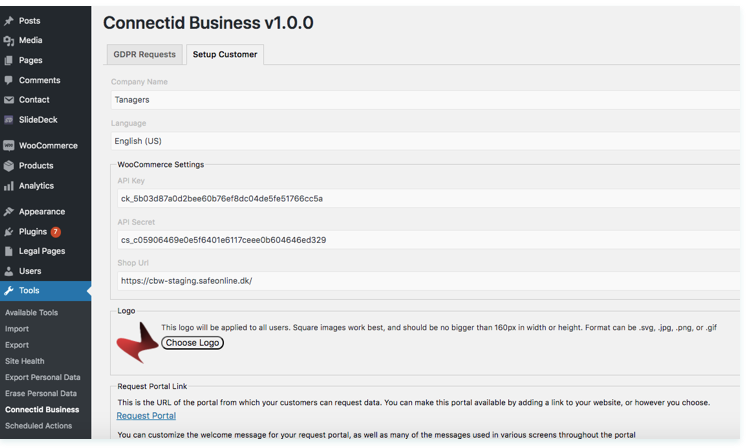 Connectid Business v1.0.0
Posts
Media
Pages
Comments
Contact
SlideDeck
WooCommerce
Products
Analytics
Appearance
Plugins 7
Legal Pages
Users
Tools
Available Tools
Import
Export
Site Health
Export Personal Data
Erase Personal Data
Connectid Business
Scheduled Actions
GDPR Requests Setup Customer
Company Name
Tanagers
Language
English (US)
WooCommerce Settings
API Key
ck_5b03d87a0d2bee60b76ef8dc04de5fe51766cc5a
API Secret
cs_c05906469e0e5f6401e6117ceee0b604646ed329
Shop Url
https://cbw-staging.safeonline.dk/
Logo
This logo will be applied to all users. Square images work best, and should be no bigger than 160px in width or height. Format can be .svg, .jpg, .png, or .gif
Choose Logo
Request Portal Link
This is the URL of the portal from which your customers can request data. You can make this portal available by adding a link to your website, or however you choose.
Request Portal
You can customize the welcome message for your request portal, as well as many of the messages used in various screens throughout the portal